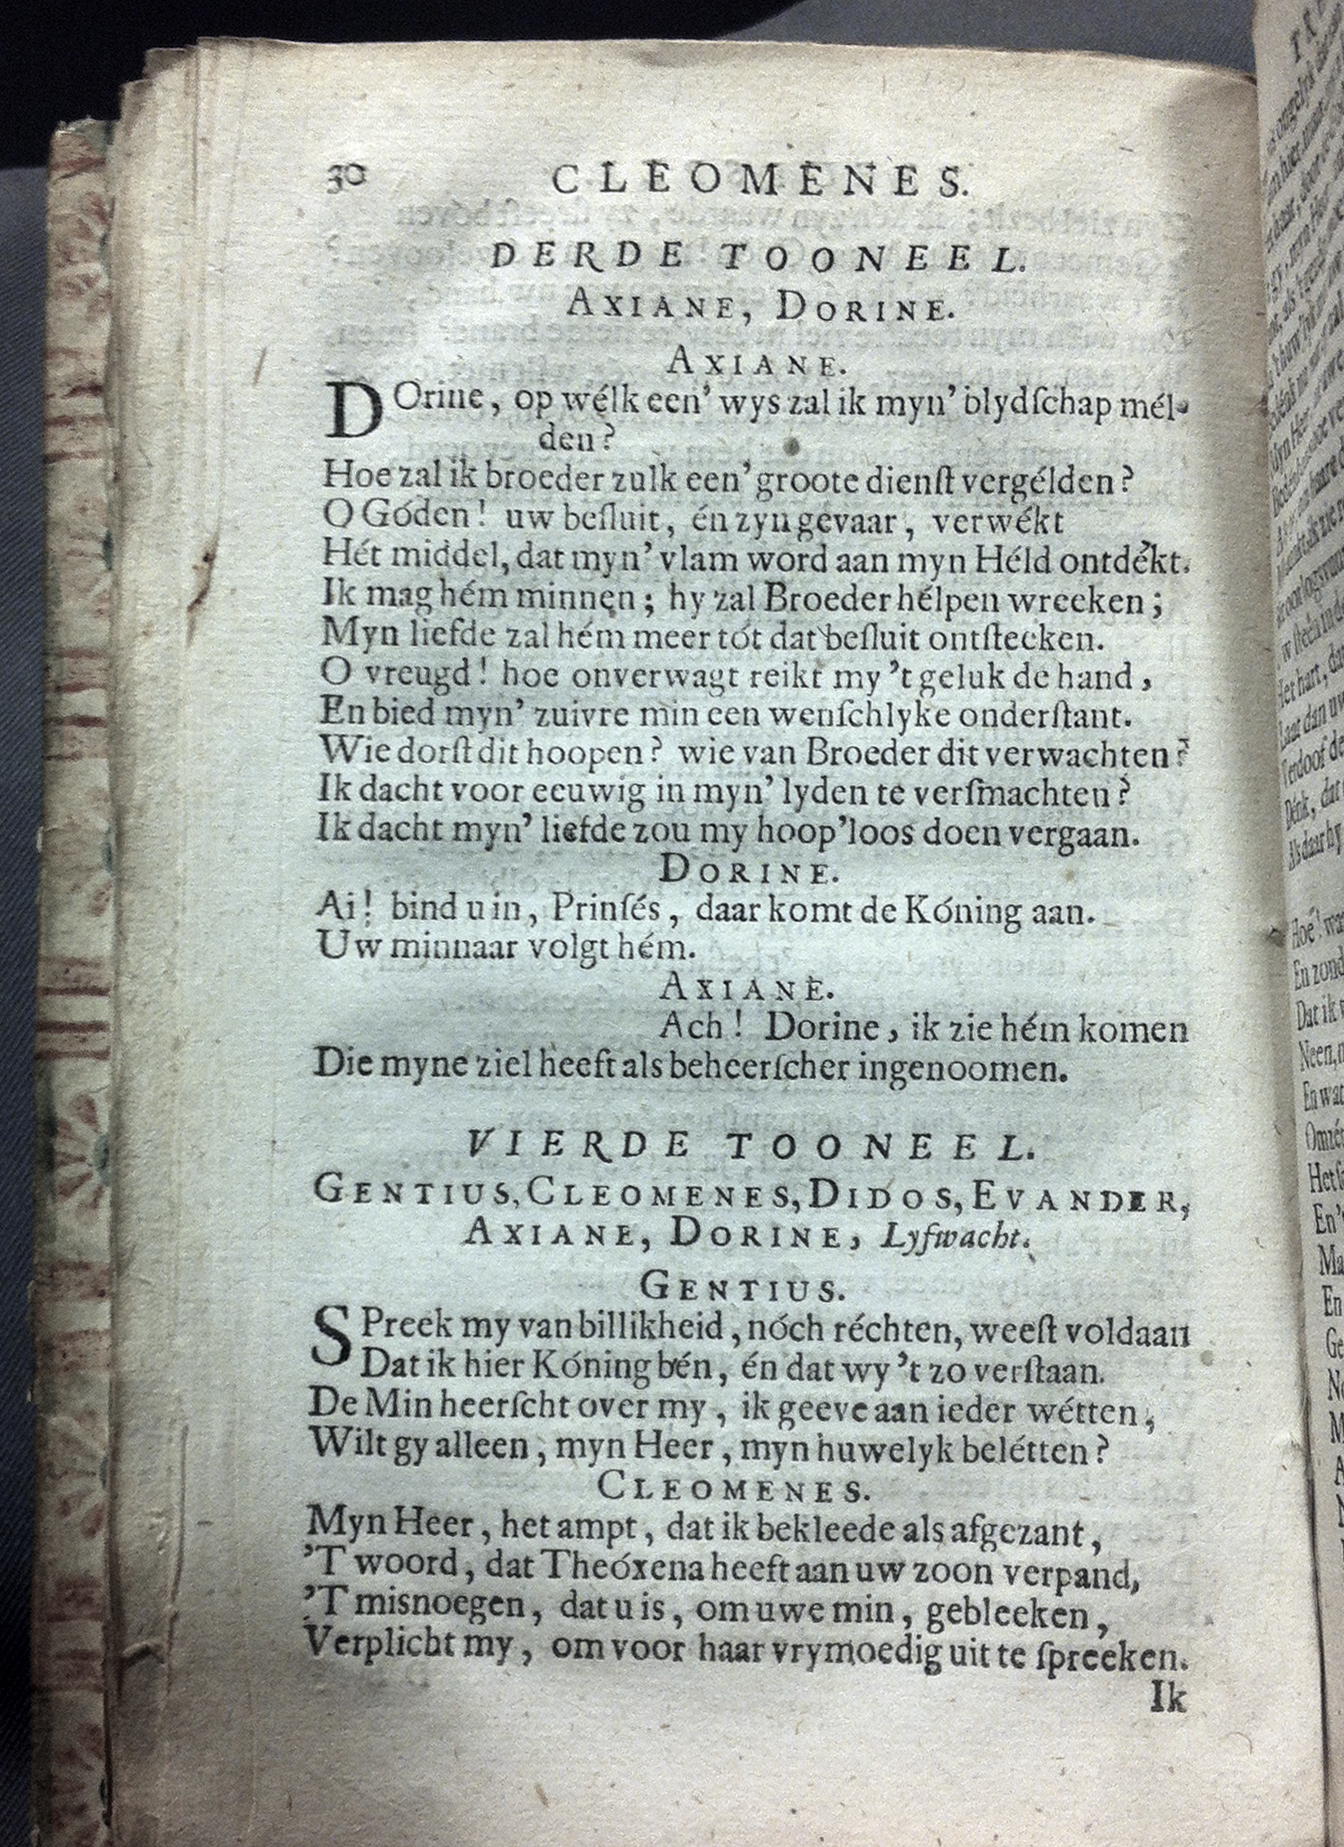 30 CLEOMENES.
DERDE TOONEEL.
AXIANE, DORINE.
AXIANE.
DOrine, op wélk een' wys zal ik myn' blydſchap mél-
den?
Hoe zal ik broeder zulk een' groote dienſt vergélden?
O Góden! uw beſluit, én zyn gevaar, verwékt
Hét middel, dat myn' vlam word aan myn Héld ontdékt.
Ik mag hém minnen; hy zal Broeder hélpen wreeken;
Myn liefde zal hém meer tót dat beſluit ontſteeken.
O vreugd! hoe onverwagt reikt my 't geluk de hand,
En bied myn' zuivre min een wenſchlyke onderſtant.
Wie dorſt dit hoopen? wie van Broeder dit verwachten?
Ik dacht voor eeuwig in myn' lyden te verſmachten?
Ik dacht myn' liefde zou my hoop'loos doen vergaan.
DORINE.
Ai! bind u in, Prinſés, daar komt de Kóning aan.
Uw minnaar volgt hém.
AXIANE.
Ach! Dorine, ik zie hém komen
Die myne ziel heeft als beheerſcher ingenoomen.
VIERDE TOONEEL.
GENTIUS, CLEOMENES, DIDOS, EVANDER,
AXIANE, DORINE, Lyfwacht.
GENTIUS.
SPreek my van billikheid, nóch réchten, weeſt voldaan
Dat ik hier Kóning bén, én dat wy 't zo verſtaan.
De Min heerſcht over my, ik geeve aan ieder wétten,
Wilt gy alleen, myn Heer, myn huwelyk belétten?
CLEOMENES.
Myn Heer, het ampt, dat ik bekleede als afgezant,
'T woord, dat Theóxena heeft aan uw zoon verpand,
'T misnoegen, dat u is, om uwe min, gebleeken,
Verplicht my, om voor haar vrymoedig uit te ſpreeken.
Ik